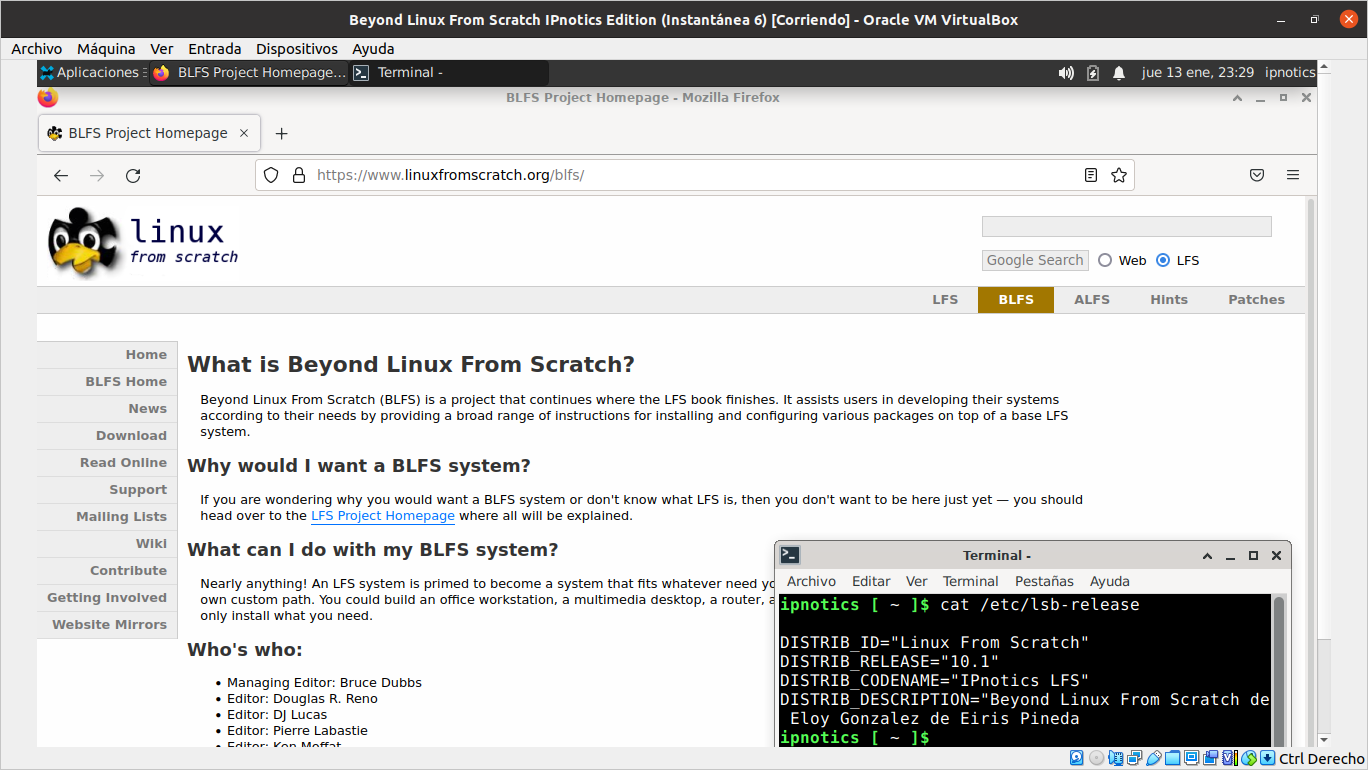 Beyond Linux From Scratch IPnotics Edition (Instantánea 6) [Corriendo] - Oracle VM VirtualBox
Archivo Máquina Ver Entrada Dispositivos Ayuda
Aplicaciones BLFS Project Homepage... Terminal - jue 13 ene, 23:29 ipnotics
BLFS Project Homepage - Mozilla Firefox
BLFS Project Homepage
https://www.linuxfromscratch.org/blfs/
linux
from scratch
Google Search Web LFS
LFS BLFS ALFS Hints Patches
Home
BLFS Home
News
Download
Read Online
Support
Mailing Lists
Wiki
Contribute
Getting Involved
Website Mirrors
What is Beyond Linux From Scratch?
Beyond Linux From Scratch (BLFS) is a project that continues where the LFS book finishes. It assists users in developing their systems
according to their needs by providing a broad range of instructions for installing and configuring various packages on top of a base LFS
system.
Why would I want a BLFS system?
If you are wondering why you would want a BLFS system or don't know what LFS is, then you don't want to be here just yet — you should
head over to the LFS Project Homepage where all will be explained.
What can I do with my BLFS system?
Nearly anything! An LFS system is primed to become a system that fits whatever need
own custom path. You could build an office workstation, a multimedia desktop, a router,
only install what you need.
Who's who:
• Managing Editor: Bruce Dubbs
• Editor: Douglas R. Reno
• Editor: DJ Lucas
• Editor: Pierre Labastie
• Editor: Ken Moffat
Terminal -
Archivo Editar Ver Terminal Pestañas Ayuda
ipnotics [ ~ ]$ cat /etc/lsb-release
DISTRIB_ID="Linux From Scratch"
DISTRIB_RELEASE="10.1"
DISTRIB_CODENAME="IPnotics LFS"
DISTRIB_DESCRIPTION="Beyond Linux From Scratch de
Eloy Gonzalez de Eiris Pineda
ipnotics [ ~ ]$
Ctrl Derecho